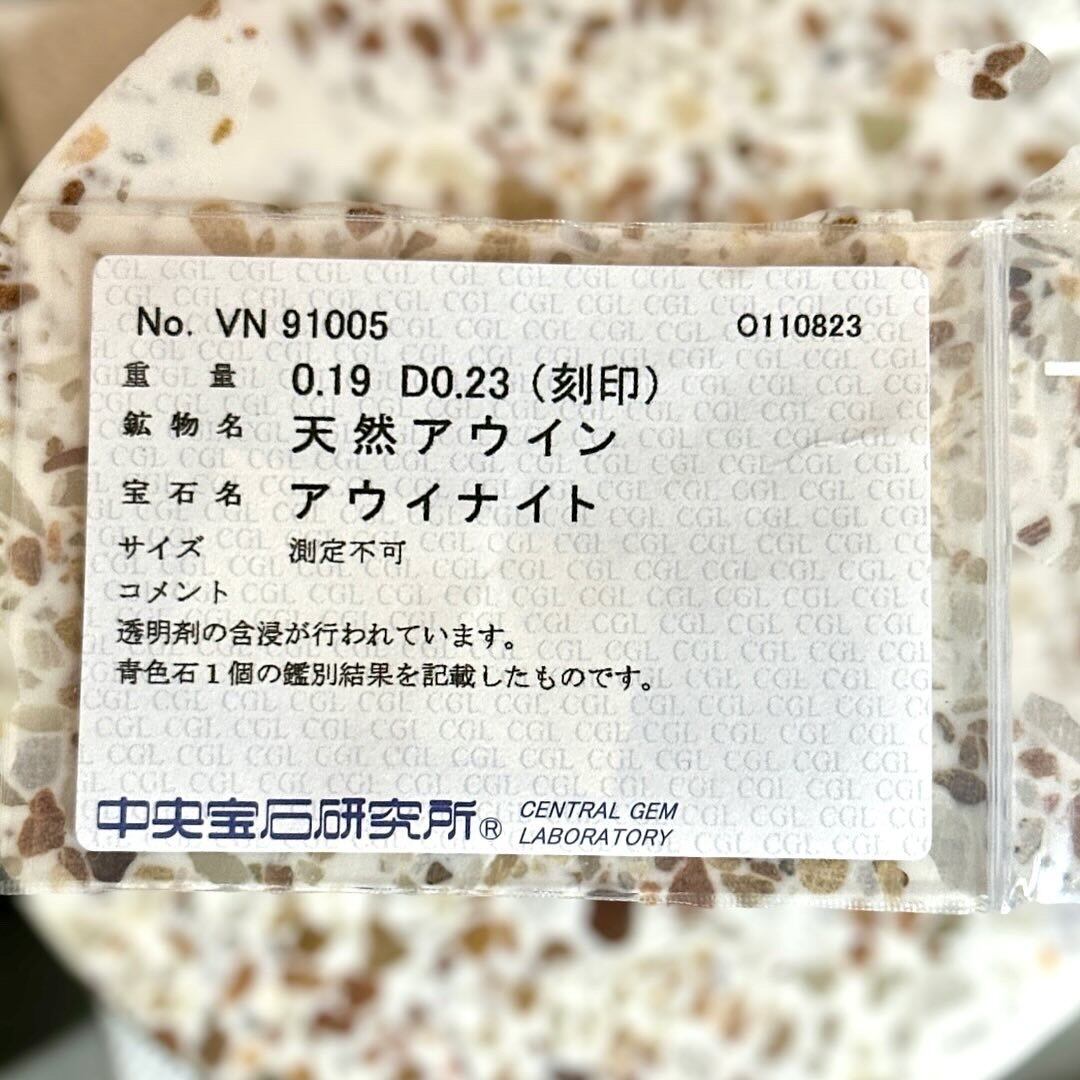 No. VN 91005 O110823
重量 0.19 D0.23（刻印）
鉱物名 天然アウイン
宝石名 アウイナイト
サイズ 測定不可
コメント
透明剤の含浸が行われています。
青色石1個の鑑別結果を記載したものです。
中央宝石研究所® CENTRAL GEM
LABORATORY